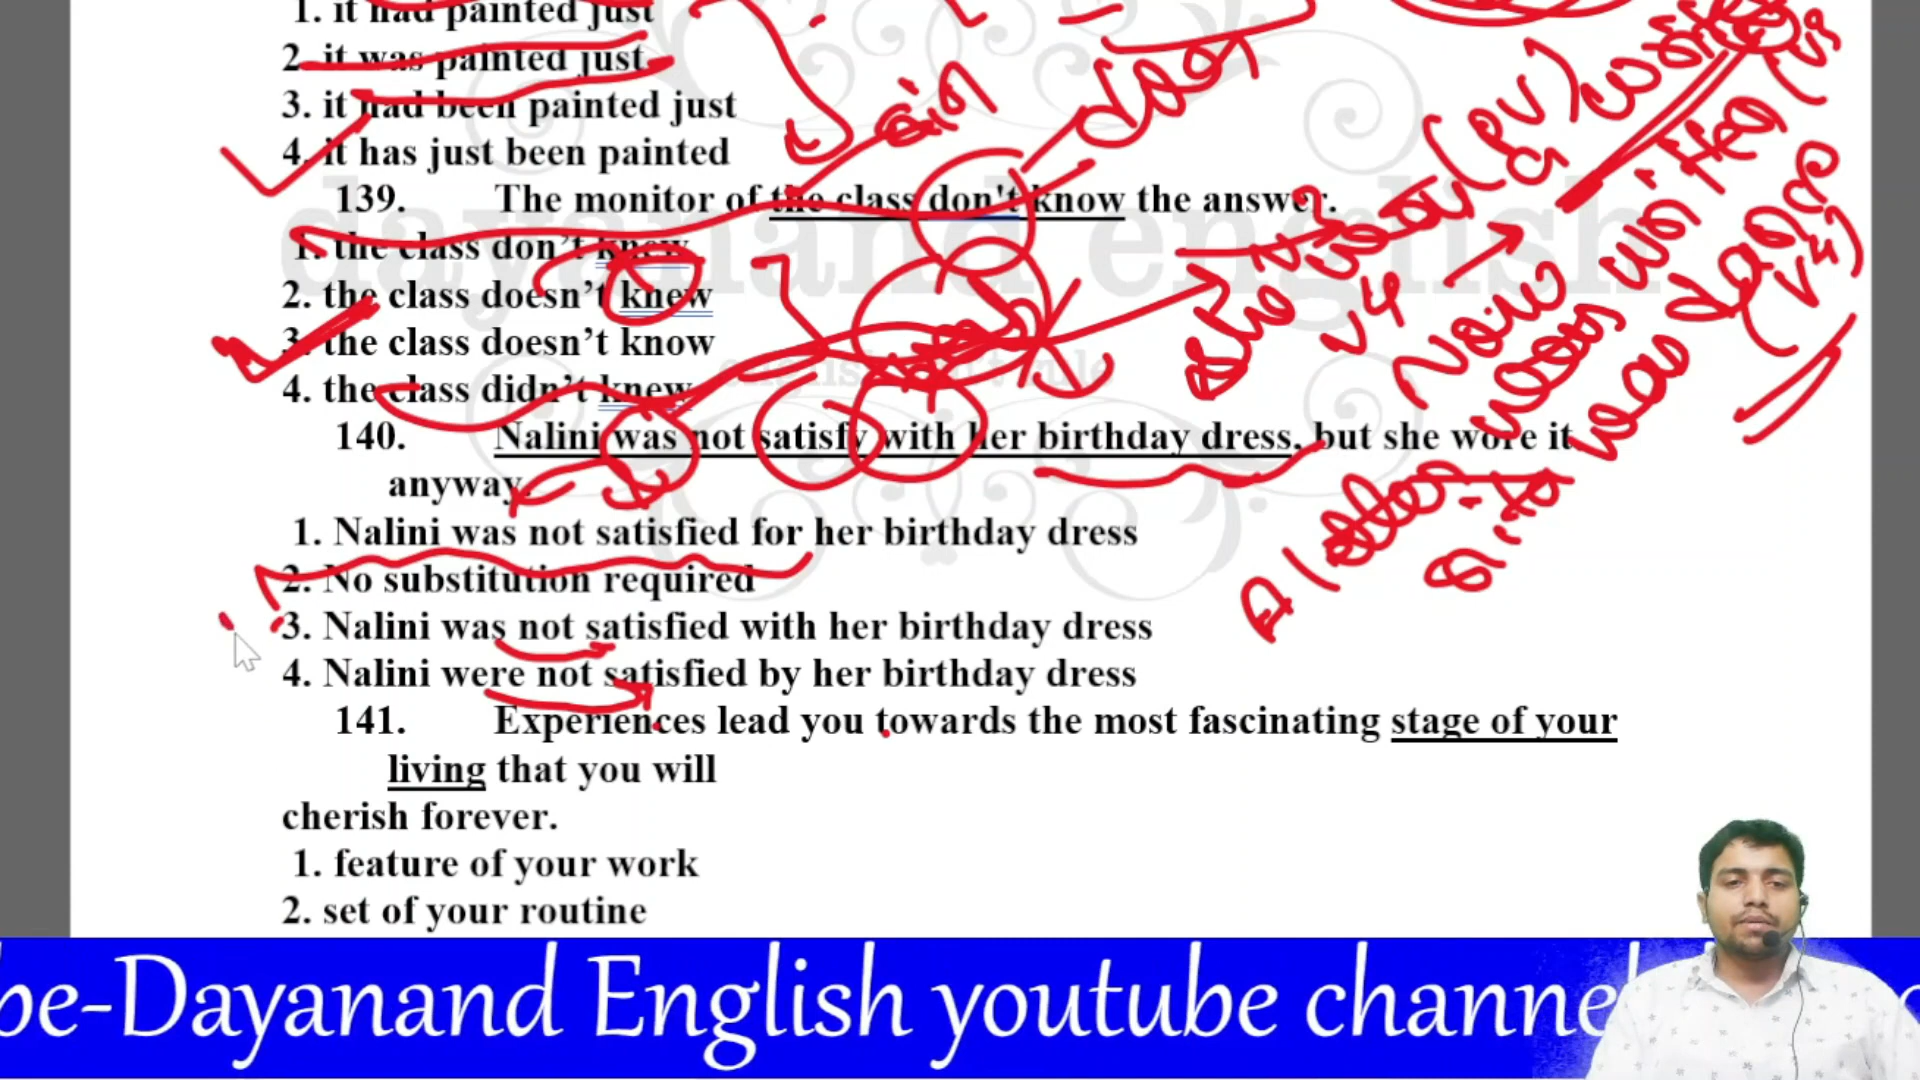 1. it had painted just
2. it was painted just
3. it had been painted just
4. it has just been painted
139. The monitor of the class don't know the answer.
1. the class don't knew
2. the class doesn't knew
3. the class doesn't know
4. the class didn't knew
140. Nalini was not satisfy with her birthday dress, but she wore it
anyway.
1. Nalini was not satisfied for her birthday dress
2. No substitution required
3. Nalini was not satisfied with her birthday dress
4. Nalini were not satisfied by her birthday dress
141. Experiences lead you towards the most fascinating stage of your
living that you will
cherish forever.
1. feature of your work
2. set of your routine
be-Dayanand English youtube channel